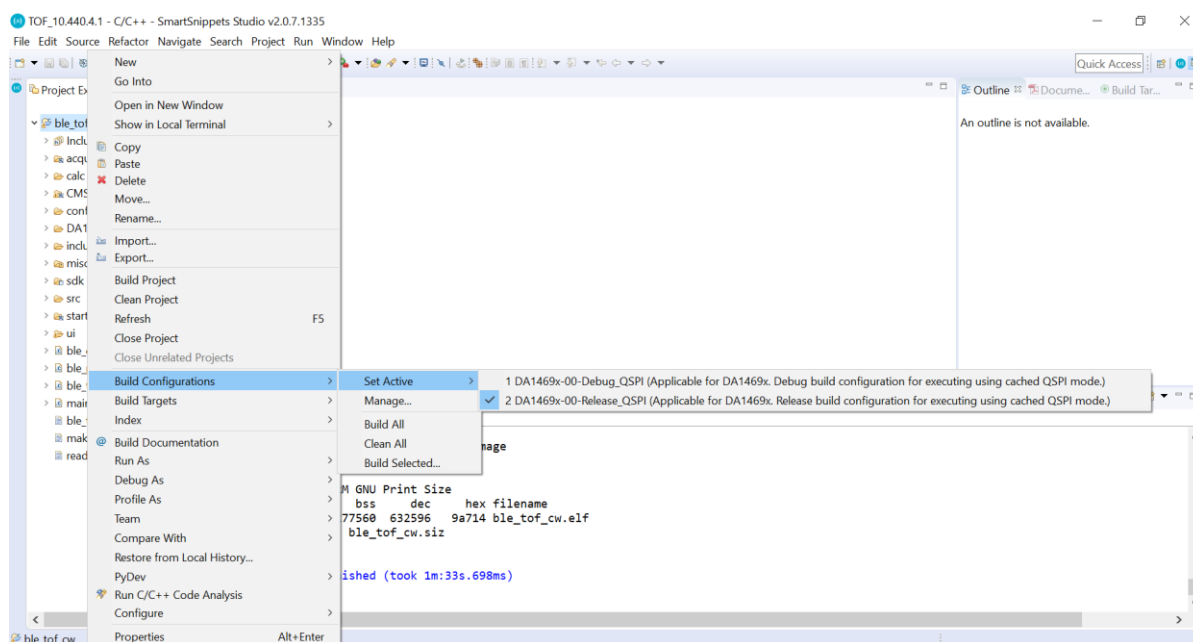 TOF_10.440.4.1 - C/C++ - SmartSnippets Studio v2.0.7.1335
File Edit Source Refactor Navigate Search Project Run Window Help
Quick Access
Project Ex
Outline Docume... Build Tar...
An outline is not available.
ble_tof
Inclu
acqu
calc
CMS
conf
DA1
inclu
misc
sdk
src
start
ui
ble_
ble_
ble_
main
ble_
mak
read
New
Go Into
Open in New Window
Show in Local Terminal
Copy
Paste
Delete
Move...
Rename...
Import...
Export...
Build Project
Clean Project
Refresh F5
Close Project
Close Unrelated Projects
Build Configurations
Build Targets
Index
Build Documentation
Run As
Debug As
Profile As
Team
Compare With
Restore from Local History...
PyDev
Run C/C++ Code Analysis
Configure
Properties Alt+Enter
Set Active
Manage...
Build All
Clean All
Build Selected...
1 DA1469x-00-Debug_QSPI (Applicable for DA1469x. Debug build configuration for executing using cached QSPI mode.)
2 DA1469x-00-Release_QSPI (Applicable for DA1469x. Release build configuration for executing using cached QSPI mode.)
mage
M GNU Print Size
bss dec hex filename
77560 632596 9a714 ble_tof_cw.elf
ble_tof_cw.siz
ished (took 1m:33s.698ms)
ble_tof_cw